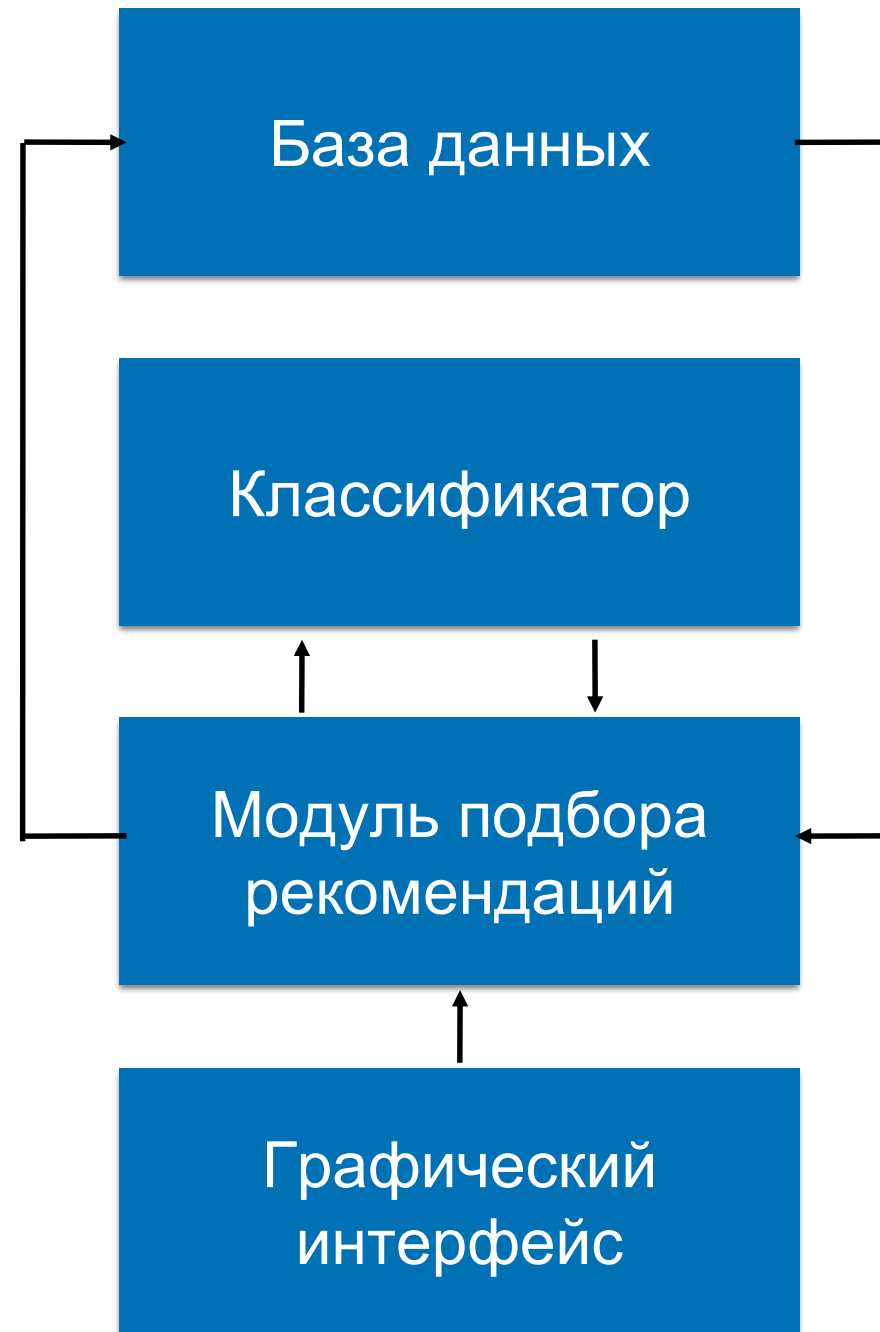 База данных
Классификатор
Модуль подбора
рекомендаций
Графический
интерфейс